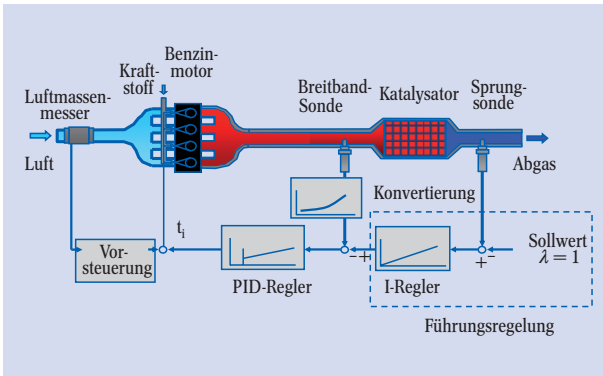 Benzin-
motor
Kraft-
stoff
Luftmassen-
messer
Breitband-
Sonde
Katalysator
Sprung-
sonde
Luft
Abgas
Konvertierung
t_i
Vor-
steuerung
PID-Regler
- +
I-Regler
+ -
Sollwert
λ = 1
Führungsregelung